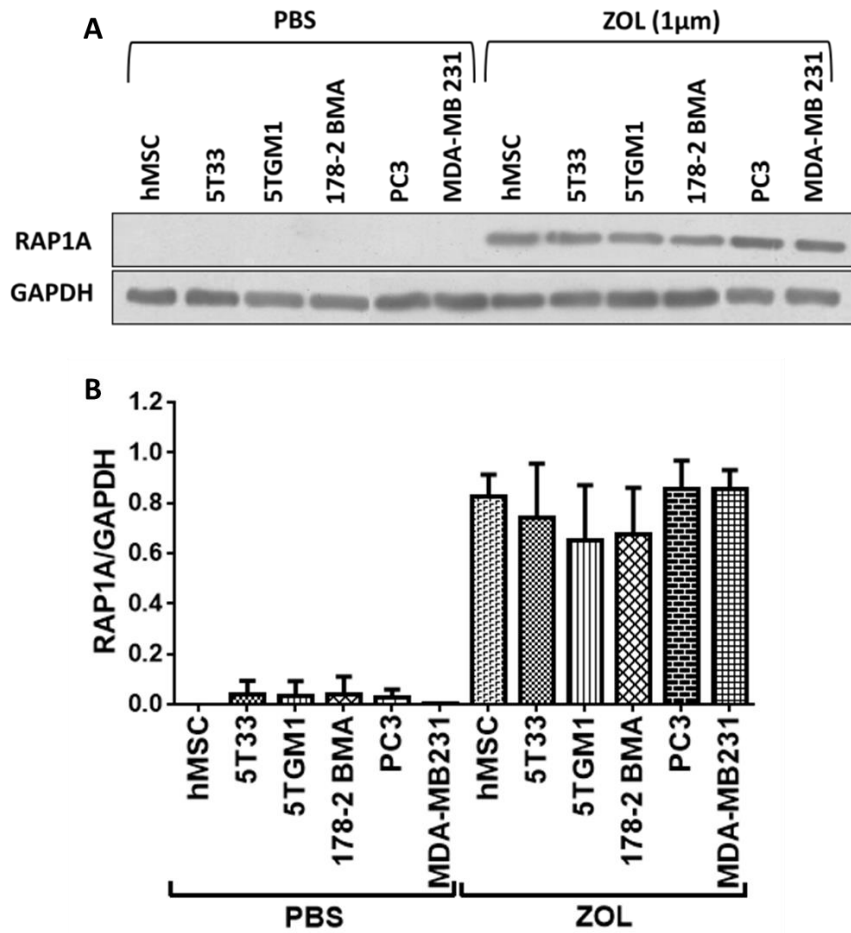 A
PBS
ZOL (1µm)
hMSC
5T33
5TGM1
178-2 BMA
PC3
MDA-MB 231
hMSC
5T33
5TGM1
178-2 BMA
PC3
MDA-MB 231
RAP1A
GAPDH
B
RAP1A/GAPDH
1.2
1.0
0.8
0.6
0.4
0.2
0.0
hMSC
5T33
5TGM1
178-2 BMA
PC3
MDA-MB231
hMSC
5T33
5TGM1
178-2 BMA
PC3
MDA-MB231
PBS
ZOL